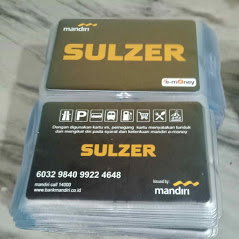 mandiri
SULZER
e-money
Dengan digunakan kartu ini, pemegang kartu menyatakan tunduk
dan mengikat diri pada syarat dan ketentuan mandiri e-money
SULZER
6032 9840 9922 4648
mandiri call 14000
www.bankmandiri.co.id
issued by
mandiri